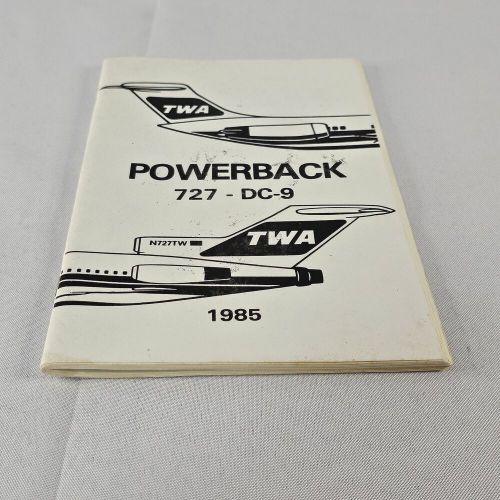 TWA
POWERBACK
727 - DC-9
N727TW
TWA
1985